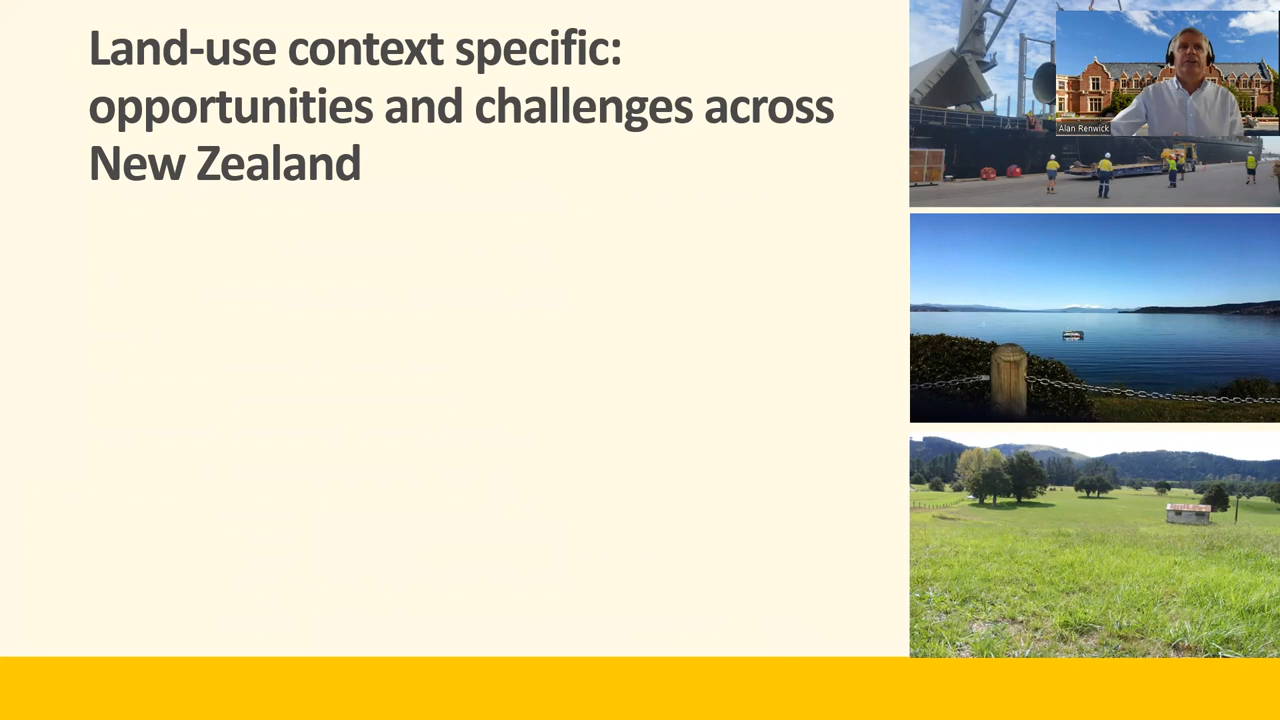 Land-use context specific:
opportunities and challenges across
New Zealand
Alan Renwick